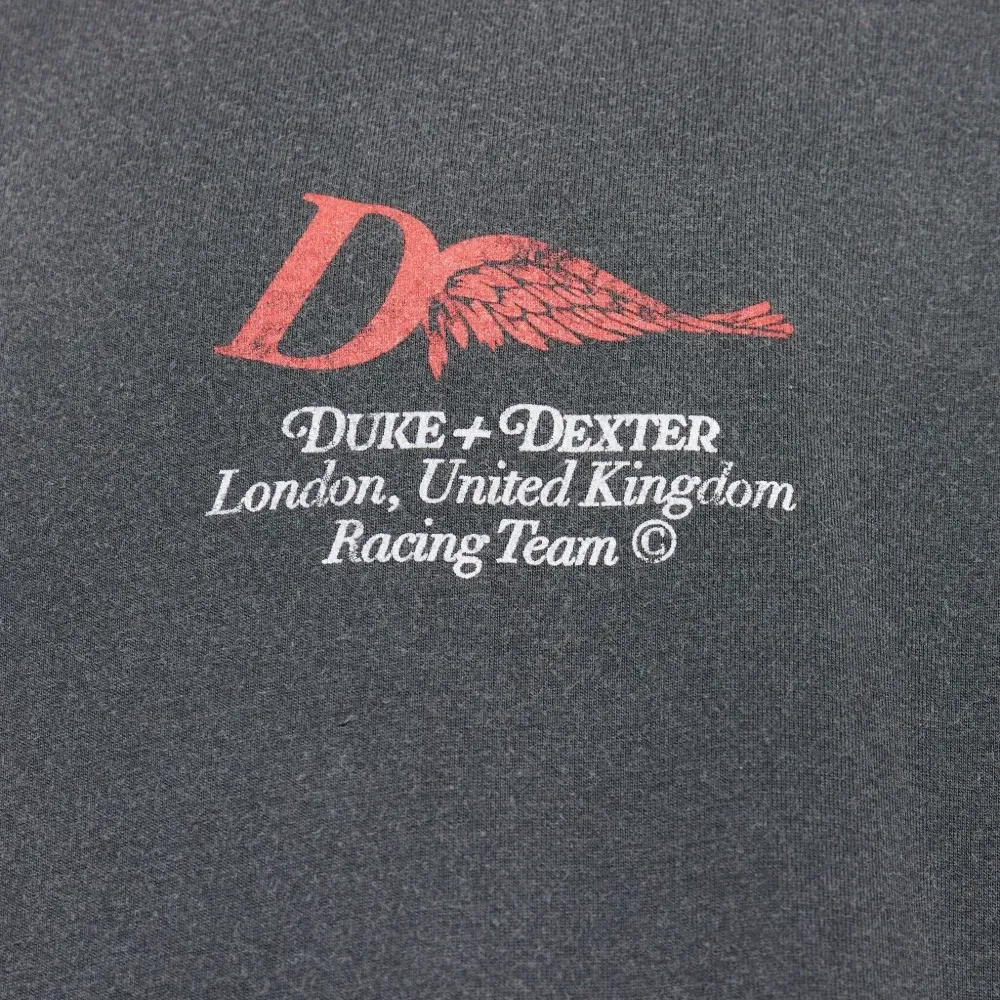 D
DUKE + DEXTER
London, United Kingdom
Racing Team ©